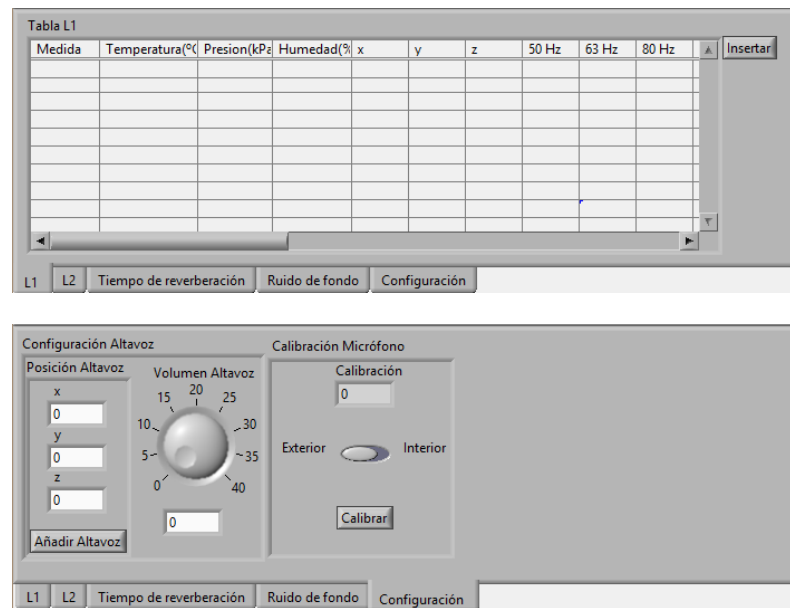 Tabla L1
Medida Temperatura(ºC Presion(kPa Humedad(% x y z 50 Hz 63 Hz 80 Hz Insertar
L1 L2 Tiempo de reverberación Ruido de fondo Configuración
Configuración Altavoz Calibración Micrófono
Posición Altavoz Volumen Altavoz Calibración
x 15 20 25 0
0 10 30
y Exterior Interior
0 5 35
z 0 40
0 0 Calibrar
Añadir Altavoz
L1 L2 Tiempo de reverberación Ruido de fondo Configuración